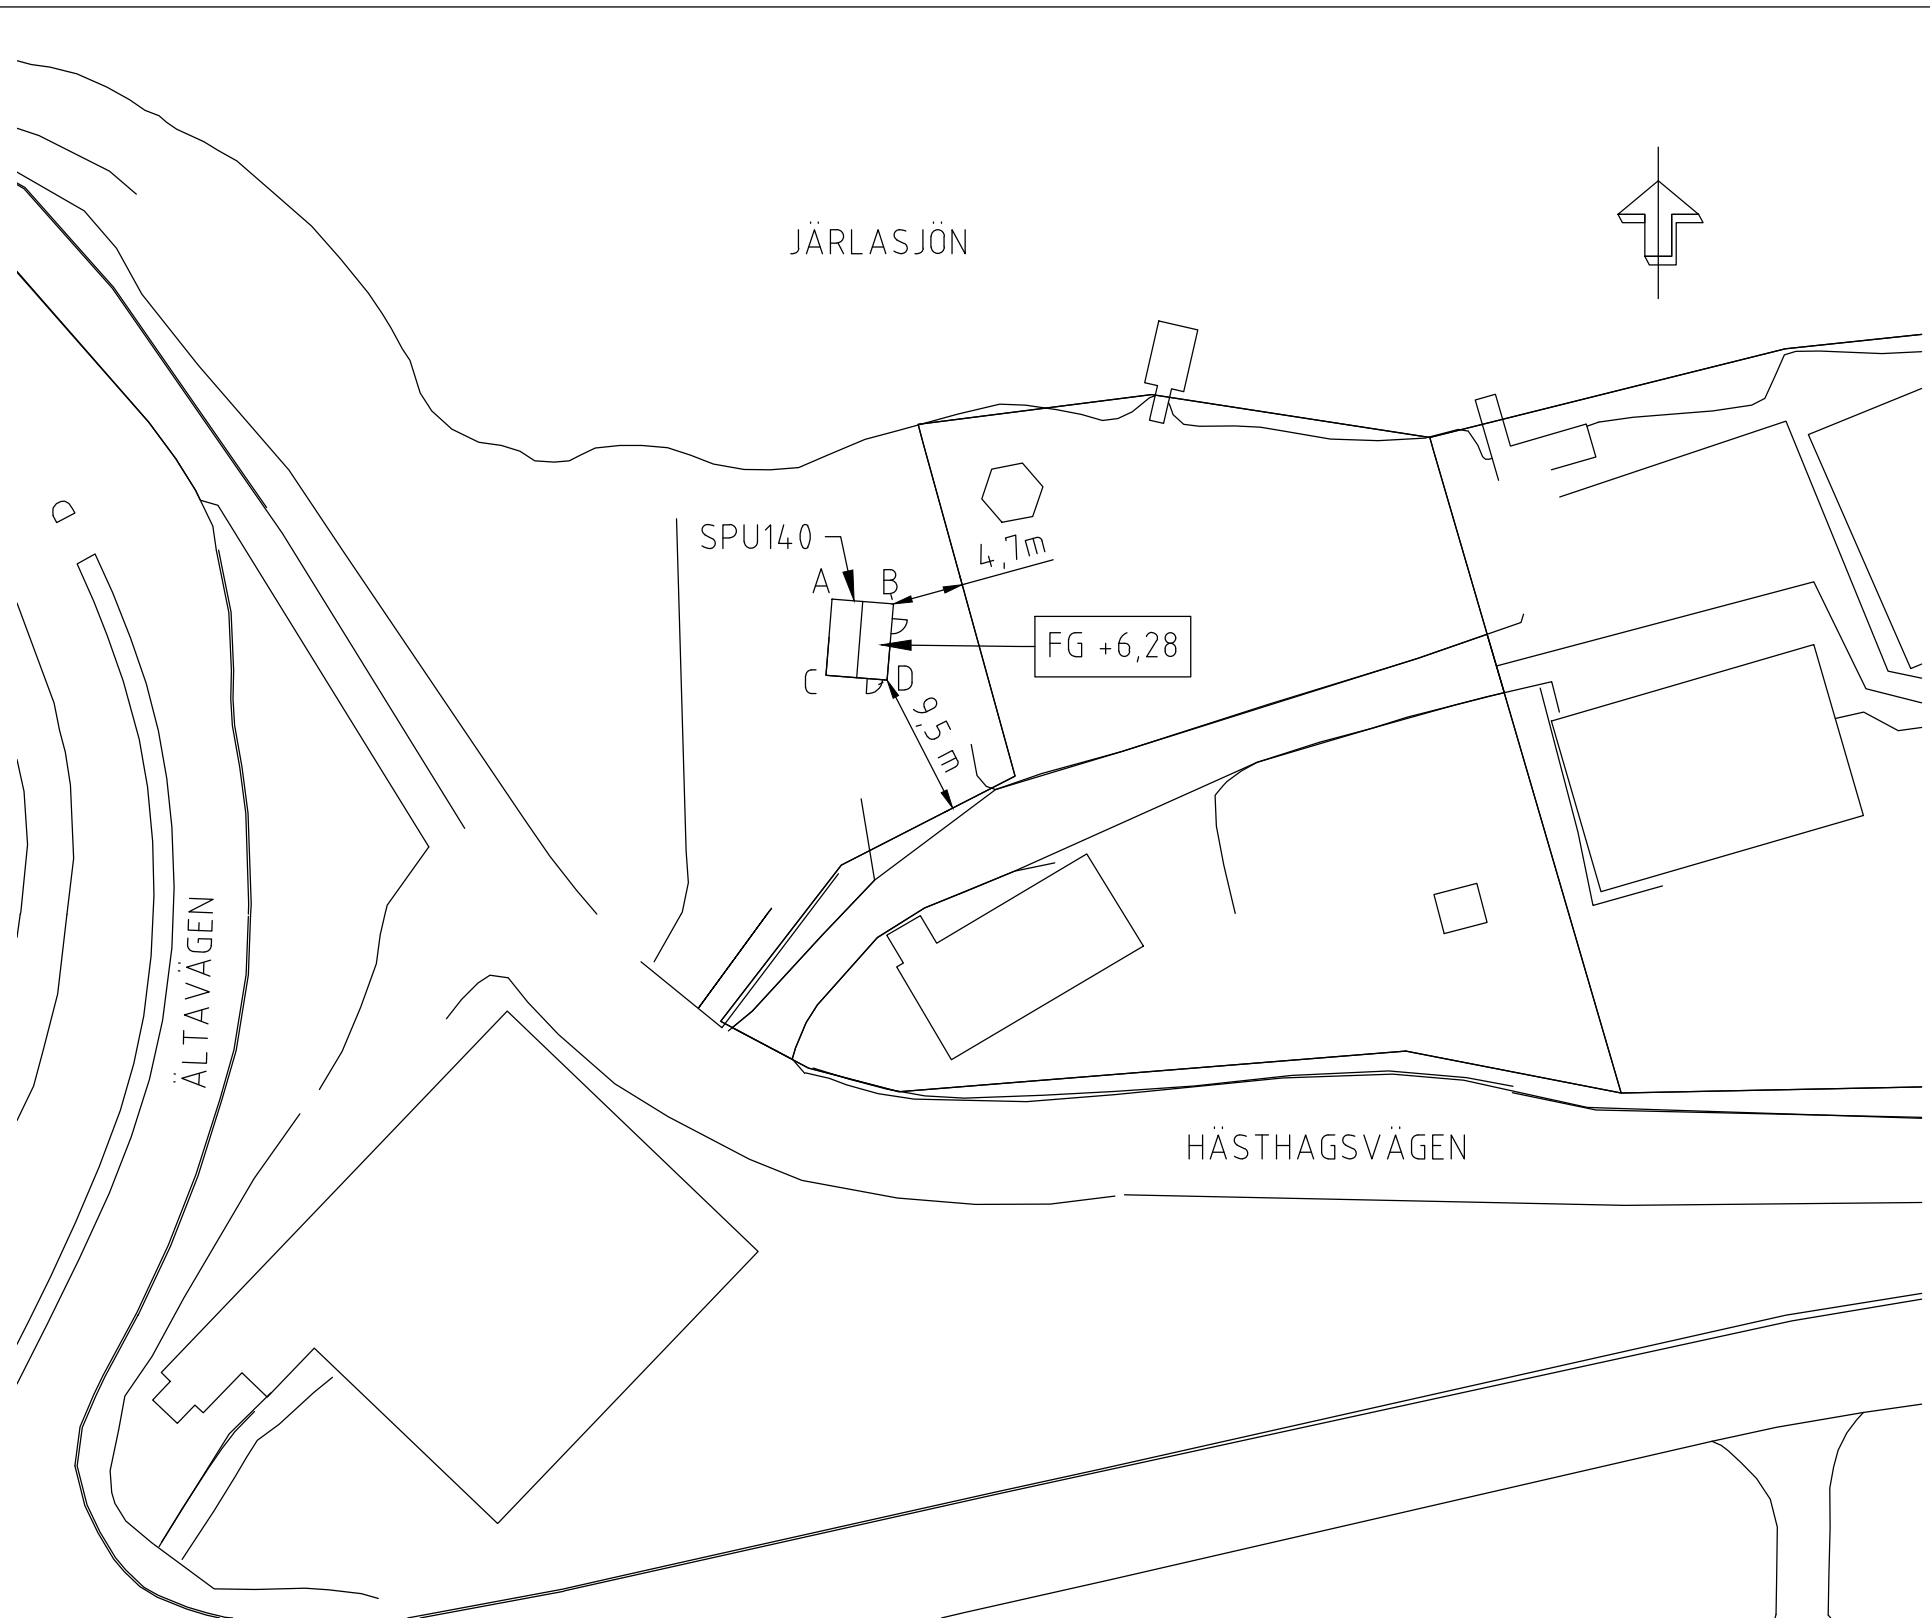 JÄRLASJÖN
SPU140
4,7m
A
B
FG +6,28
C
D
9,5 m
ÄLTAVÄGEN
HÄSTHAGSVÄGEN